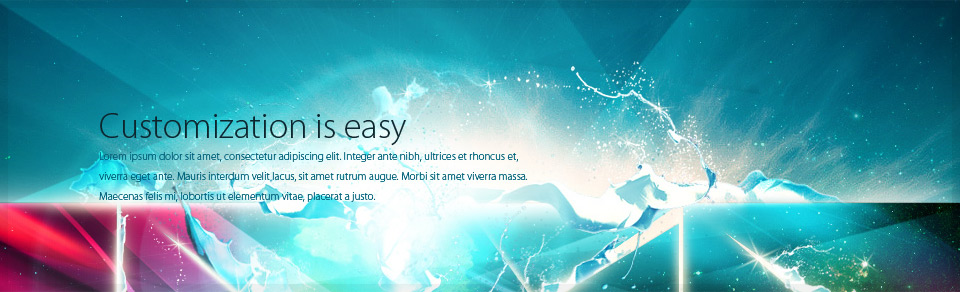 Customization is easy
Lorem ipsum dolor sit amet, consectetur adipiscing elit. Integer ante nibh, ultrices et rhoncus et,
viverra eget ante. Mauris interdum velit,lacus, sit amet rutrum augue. Morbi sit amet viverra massa.
Maecenas felis mi, lobortis ut elementum vitae, placerat a justo.